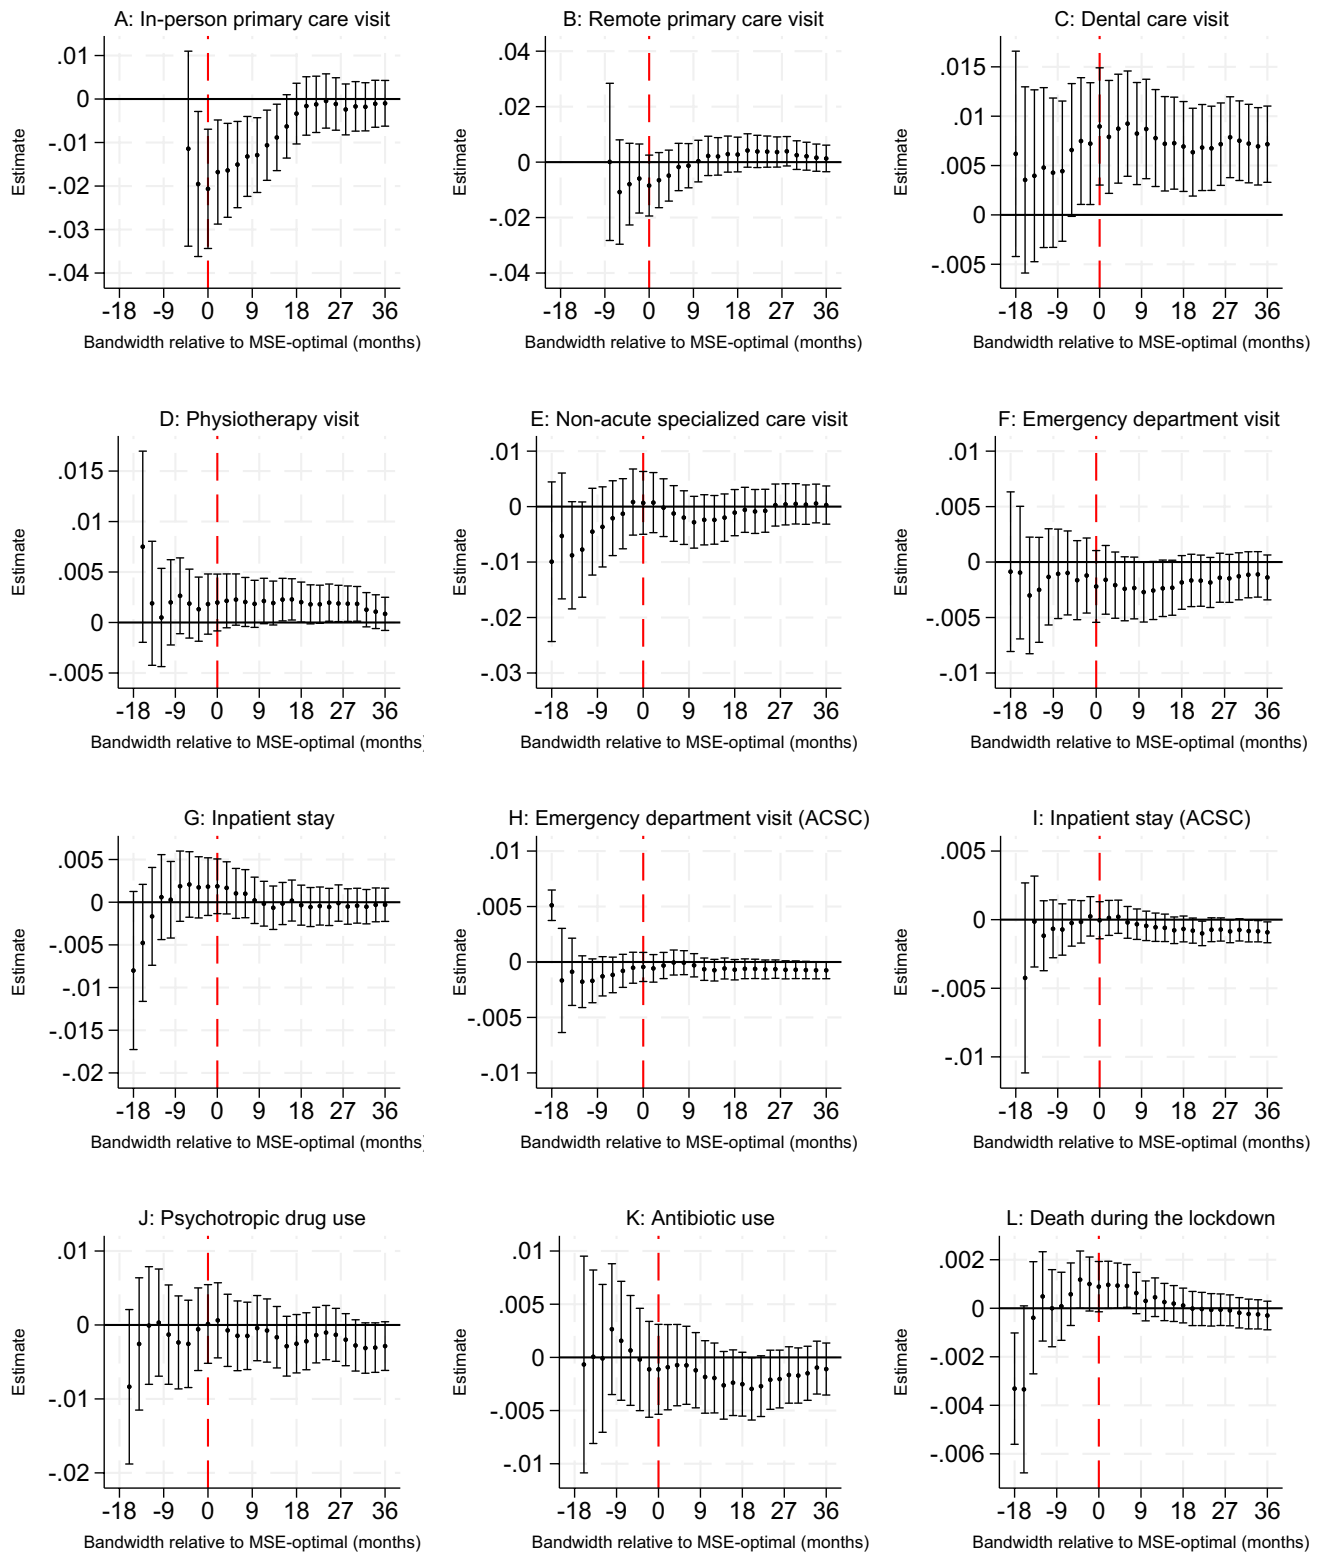 A: In-person primary care visit
.01
0
-.01
-.02
-.03
-.04
Estimate
-18 -9 0 9 18 27 36
Bandwidth relative to MSE-optimal (months)
B: Remote primary care visit
.04
.02
0
-.02
-.04
Estimate
-18 -9 0 9 18 27 36
Bandwidth relative to MSE-optimal (months)
C: Dental care visit
.015
.01
.005
0
-.005
Estimate
-18 -9 0 9 18 27 36
Bandwidth relative to MSE-optimal (months)
D: Physiotherapy visit
.015
.01
.005
0
-.005
Estimate
-18 -9 0 9 18 27 36
Bandwidth relative to MSE-optimal (months)
E: Non-acute specialized care visit
.01
0
-.01
-.02
-.03
Estimate
-18 -9 0 9 18 27 36
Bandwidth relative to MSE-optimal (months)
F: Emergency department visit
.01
.005
0
-.005
-.01
Estimate
-18 -9 0 9 18 27 36
Bandwidth relative to MSE-optimal (months)
G: Inpatient stay
.005
0
-.005
-.01
-.015
-.02
Estimate
-18 -9 0 9 18 27 36
Bandwidth relative to MSE-optimal (months)
H: Emergency department visit (ACSC)
.01
.005
0
-.005
-.01
Estimate
-18 -9 0 9 18 27 36
Bandwidth relative to MSE-optimal (months)
I: Inpatient stay (ACSC)
.005
0
-.005
-.01
Estimate
-18 -9 0 9 18 27 36
Bandwidth relative to MSE-optimal (months)
J: Psychotropic drug use
.01
0
-.01
-.02
Estimate
-18 -9 0 9 18 27 36
Bandwidth relative to MSE-optimal (months)
K: Antibiotic use
.01
.005
0
-.005
-.01
Estimate
-18 -9 0 9 18 27 36
Bandwidth relative to MSE-optimal (months)
L: Death during the lockdown
.002
0
-.002
-.004
-.006
Estimate
-18 -9 0 9 18 27 36
Bandwidth relative to MSE-optimal (months)